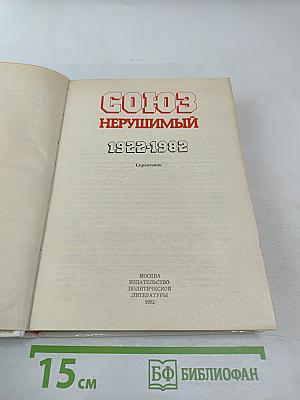 СОЮЗ
НЕРУШИМЫЙ
1922-1982
Справочник
МОСКВА
ИЗДАТЕЛЬСТВО
ПОЛИТИЧЕСКОЙ
ЛИТЕРАТУРЫ
1982
15 см
БФ БИБЛИОФАН